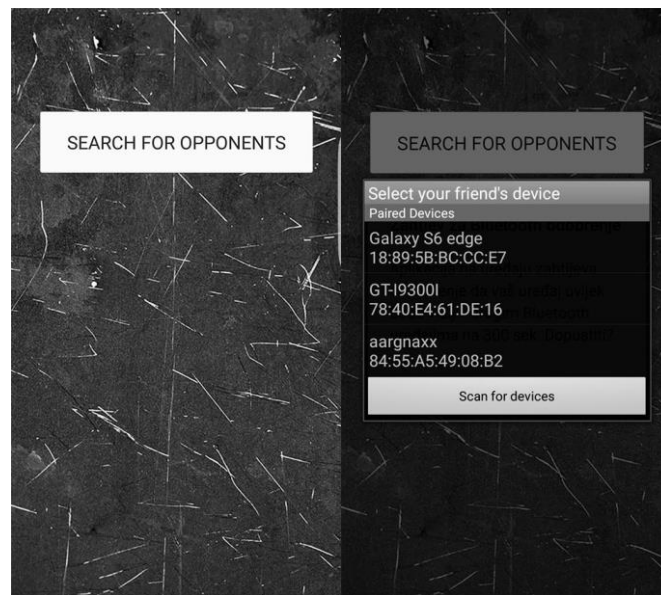 SEARCH FOR OPPONENTS
SEARCH FOR OPPONENTS
Select your friend's device
Paired Devices
Galaxy S6 edge
18:89:5B:BC:CC:E7
GT-I9300I
78:40:E4:61:DE:16
aargnaxx
84:55:A5:49:08:B2
Scan for devices